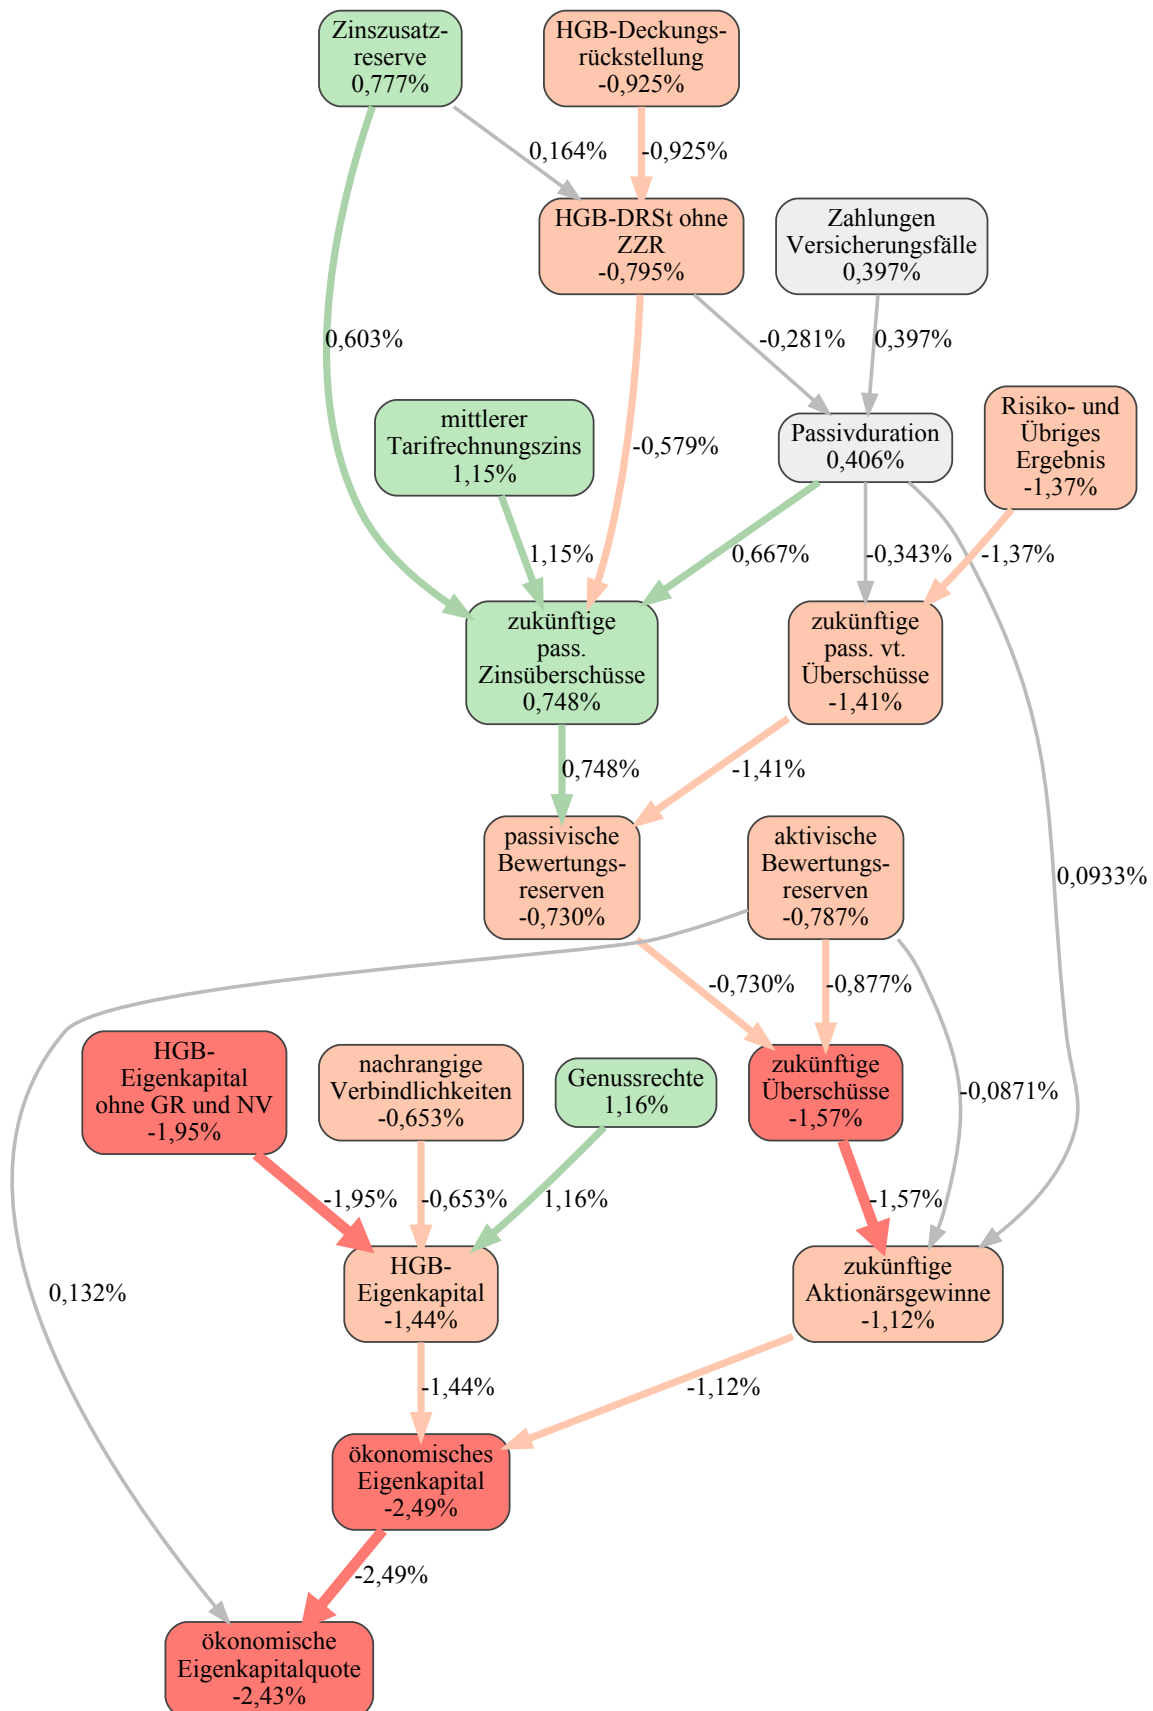 Zinszusatz-
reserve
0,777%
HGB-Deckungs-
rückstellung
-0,925%
0,164%
-0,925%
HGB-DRSt ohne
ZZR
-0,795%
Zahlungen
Versicherungsfälle
0,397%
0,603%
-0,281%
0,397%
mittlerer
Tarifrechnungszins
1,15%
-0,579%
Passivduration
0,406%
Risiko- und
Übriges
Ergebnis
-1,37%
1,15%
0,667%
-0,343%
-1,37%
zukünftige
pass.
Zinsüberschüsse
0,748%
zukünftige
pass. vt.
Überschüsse
-1,41%
0,748%
-1,41%
passivische
Bewertungs-
reserven
-0,730%
aktivische
Bewertungs-
reserven
-0,787%
0,0933%
-0,730%
-0,877%
HGB-
Eigenkapital
ohne GR und NV
-1,95%
nachrangige
Verbindlichkeiten
-0,653%
Genussrechte
1,16%
zukünftige
Überschüsse
-1,57%
-0,0871%
-1,95%
-0,653%
1,16%
-1,57%
0,132%
HGB-
Eigenkapital
-1,44%
zukünftige
Aktionärsgewinne
-1,12%
-1,44%
-1,12%
ökonomisches
Eigenkapital
-2,49%
-2,49%
ökonomische
Eigenkapitalquote
-2,43%